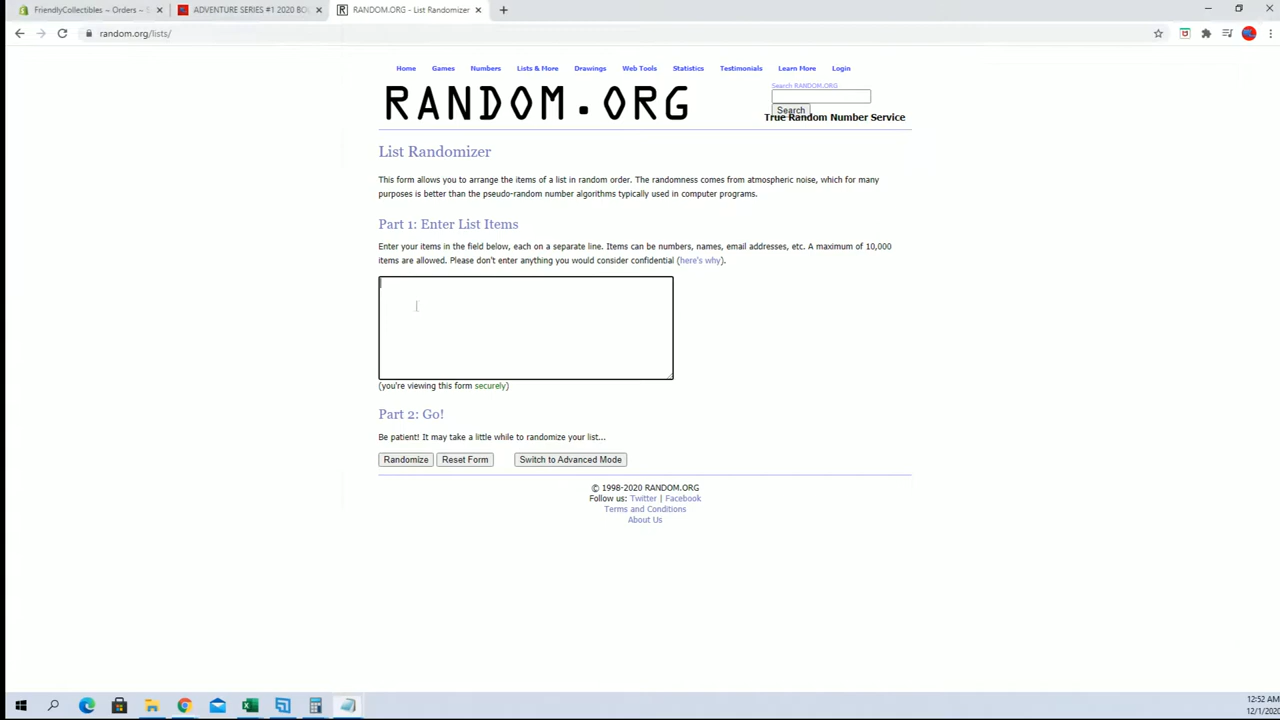 FriendlyCollectibles – Orders –
ADVENTURE SERIES #1 2020 BO
RANDOM.ORG - List Randomizer
random.org/lists/
Home Games Numbers Lists & More Drawings Web Tools Statistics Testimonials Learn More Login
RANDOM.ORG
Search RANDOM.ORG
Search
True Random Number Service
List Randomizer
This form allows you to arrange the items of a list in random order. The randomness comes from atmospheric noise, which for many
purposes is better than the pseudo-random number algorithms typically used in computer programs.
Part 1: Enter List Items
Enter your items in the field below, each on a separate line. Items can be numbers, names, email addresses, etc. A maximum of 10,000
items are allowed. Please don't enter anything you would consider confidential (here's why).
(you're viewing this form securely)
Part 2: Go!
Be patient! It may take a little while to randomize your list...
Randomize Reset Form Switch to Advanced Mode
© 1998-2020 RANDOM.ORG
Follow us: Twitter | Facebook
Terms and Conditions
About Us
12:52 AM
12/1/2020